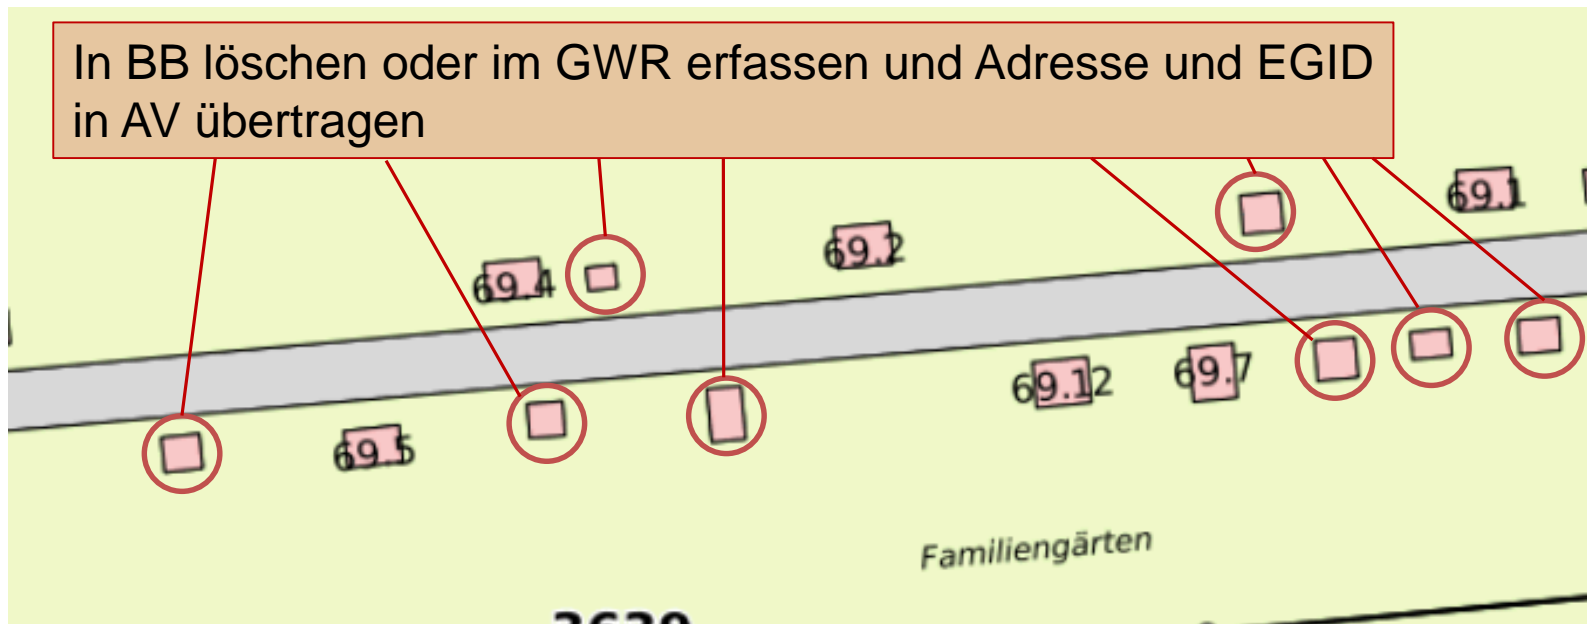 In BB löschen oder im GWR erfassen und Adresse und EGID
in AV übertragen
69.1
69.2
69.4
69.12
69.7
69.5
Familiengärten